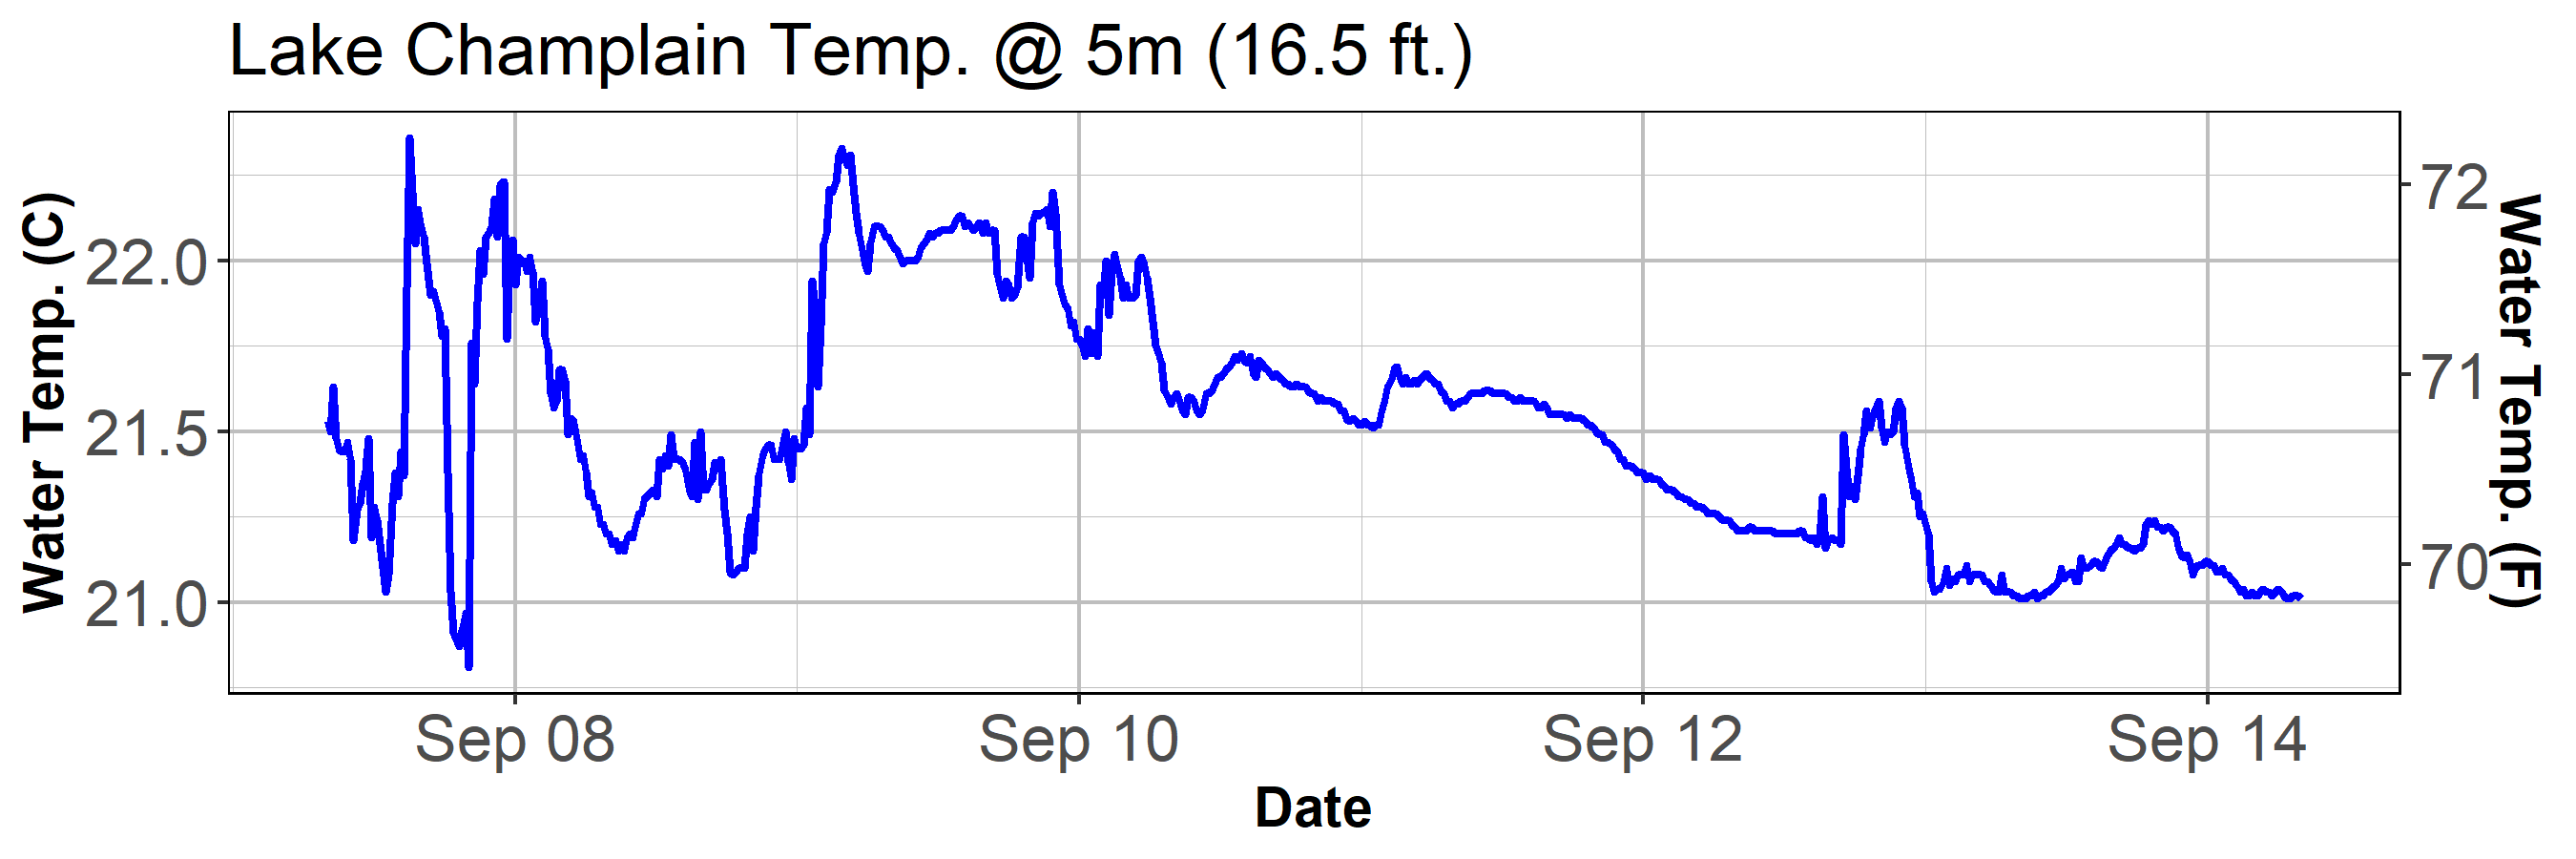 Lake Champlain Temp. @ 5m (16.5 ft.)
Water Temp. (C)
22.0
21.5
21.0
72
71
70
Water Temp. (F)
Sep 08 Sep 10 Sep 12 Sep 14
Date